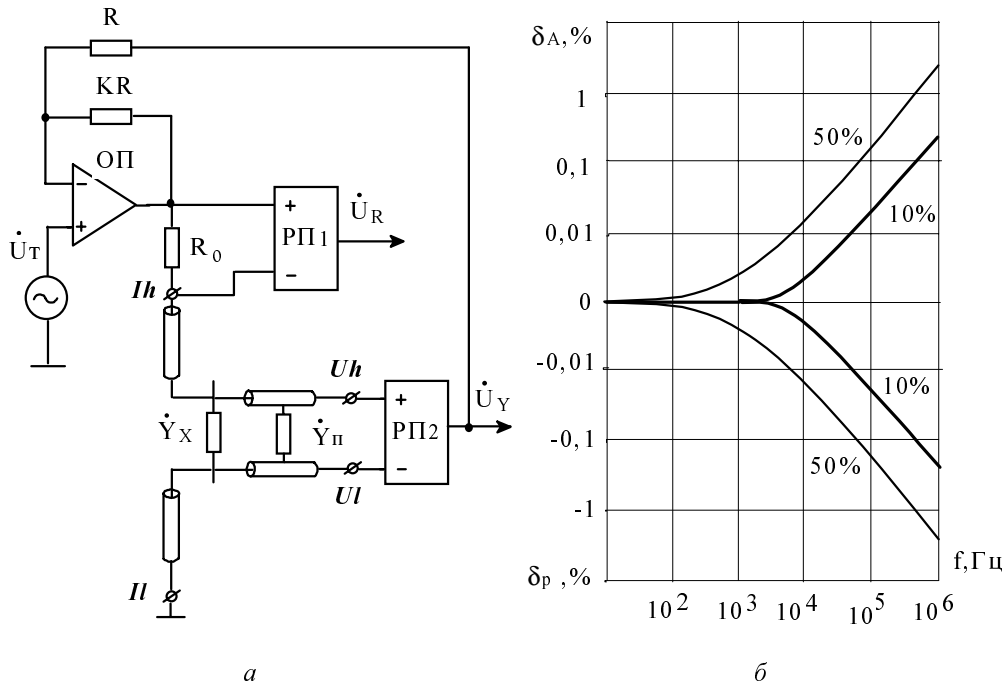 R
KR
ОП
U̇т
R₀
РП1
U̇R
Ih
Uh
U̇Y
ẎX
Ẏп
РП2
Ul
Il
а
δA,%
1
0,1
0,01
0
-0,01
-0,1
-1
δр,%
50%
10%
10%
50%
f,Гц
10²
10³
10⁴
10⁵
10⁶
б